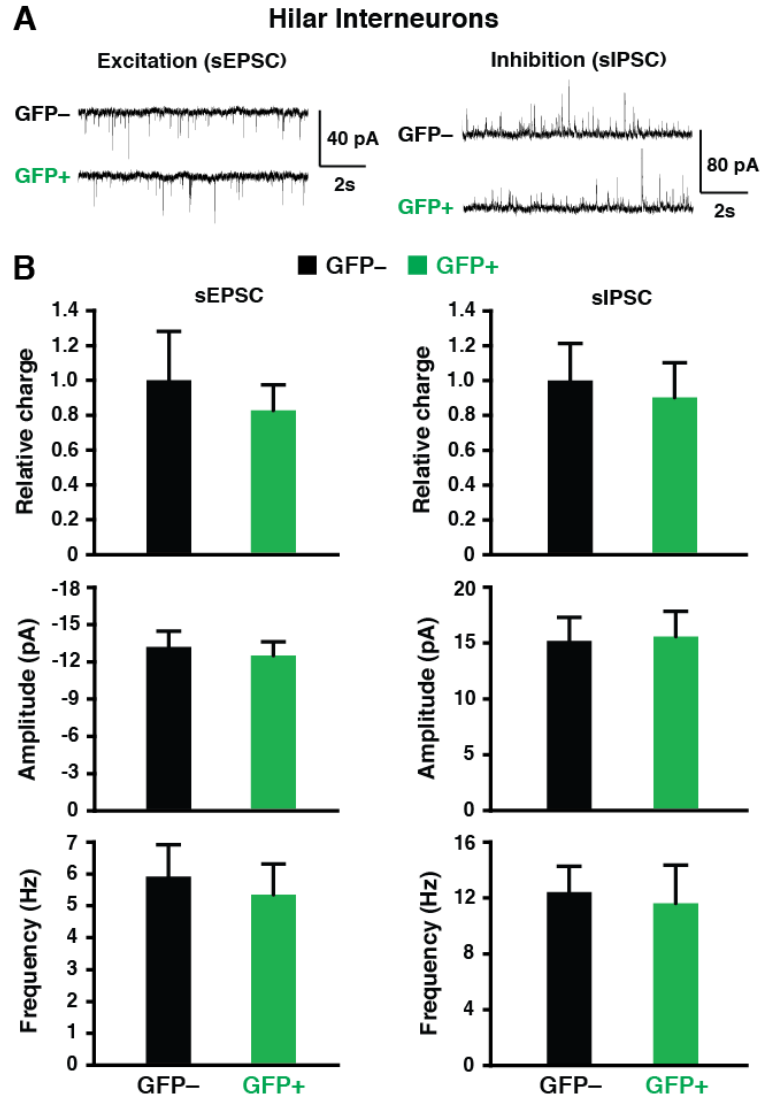 A
Hilar Interneurons
Excitation (sEPSC)
Inhibition (sIPSC)
GFP–
40 pA
GFP+
2s
GFP–
80 pA
GFP+
2s
B
GFP– GFP+
sEPSC
Relative charge
1.4
1.2
1.0
0.8
0.6
0.4
0.2
0
sIPSC
Relative charge
1.4
1.2
1.0
0.8
0.6
0.4
0.2
0
Amplitude (pA)
-18
-15
-12
-9
-6
-3
0
Amplitude (pA)
20
15
10
5
0
Frequency (Hz)
7
6
5
4
3
2
1
0
GFP– GFP+
Frequency (Hz)
16
12
8
4
0
GFP– GFP+